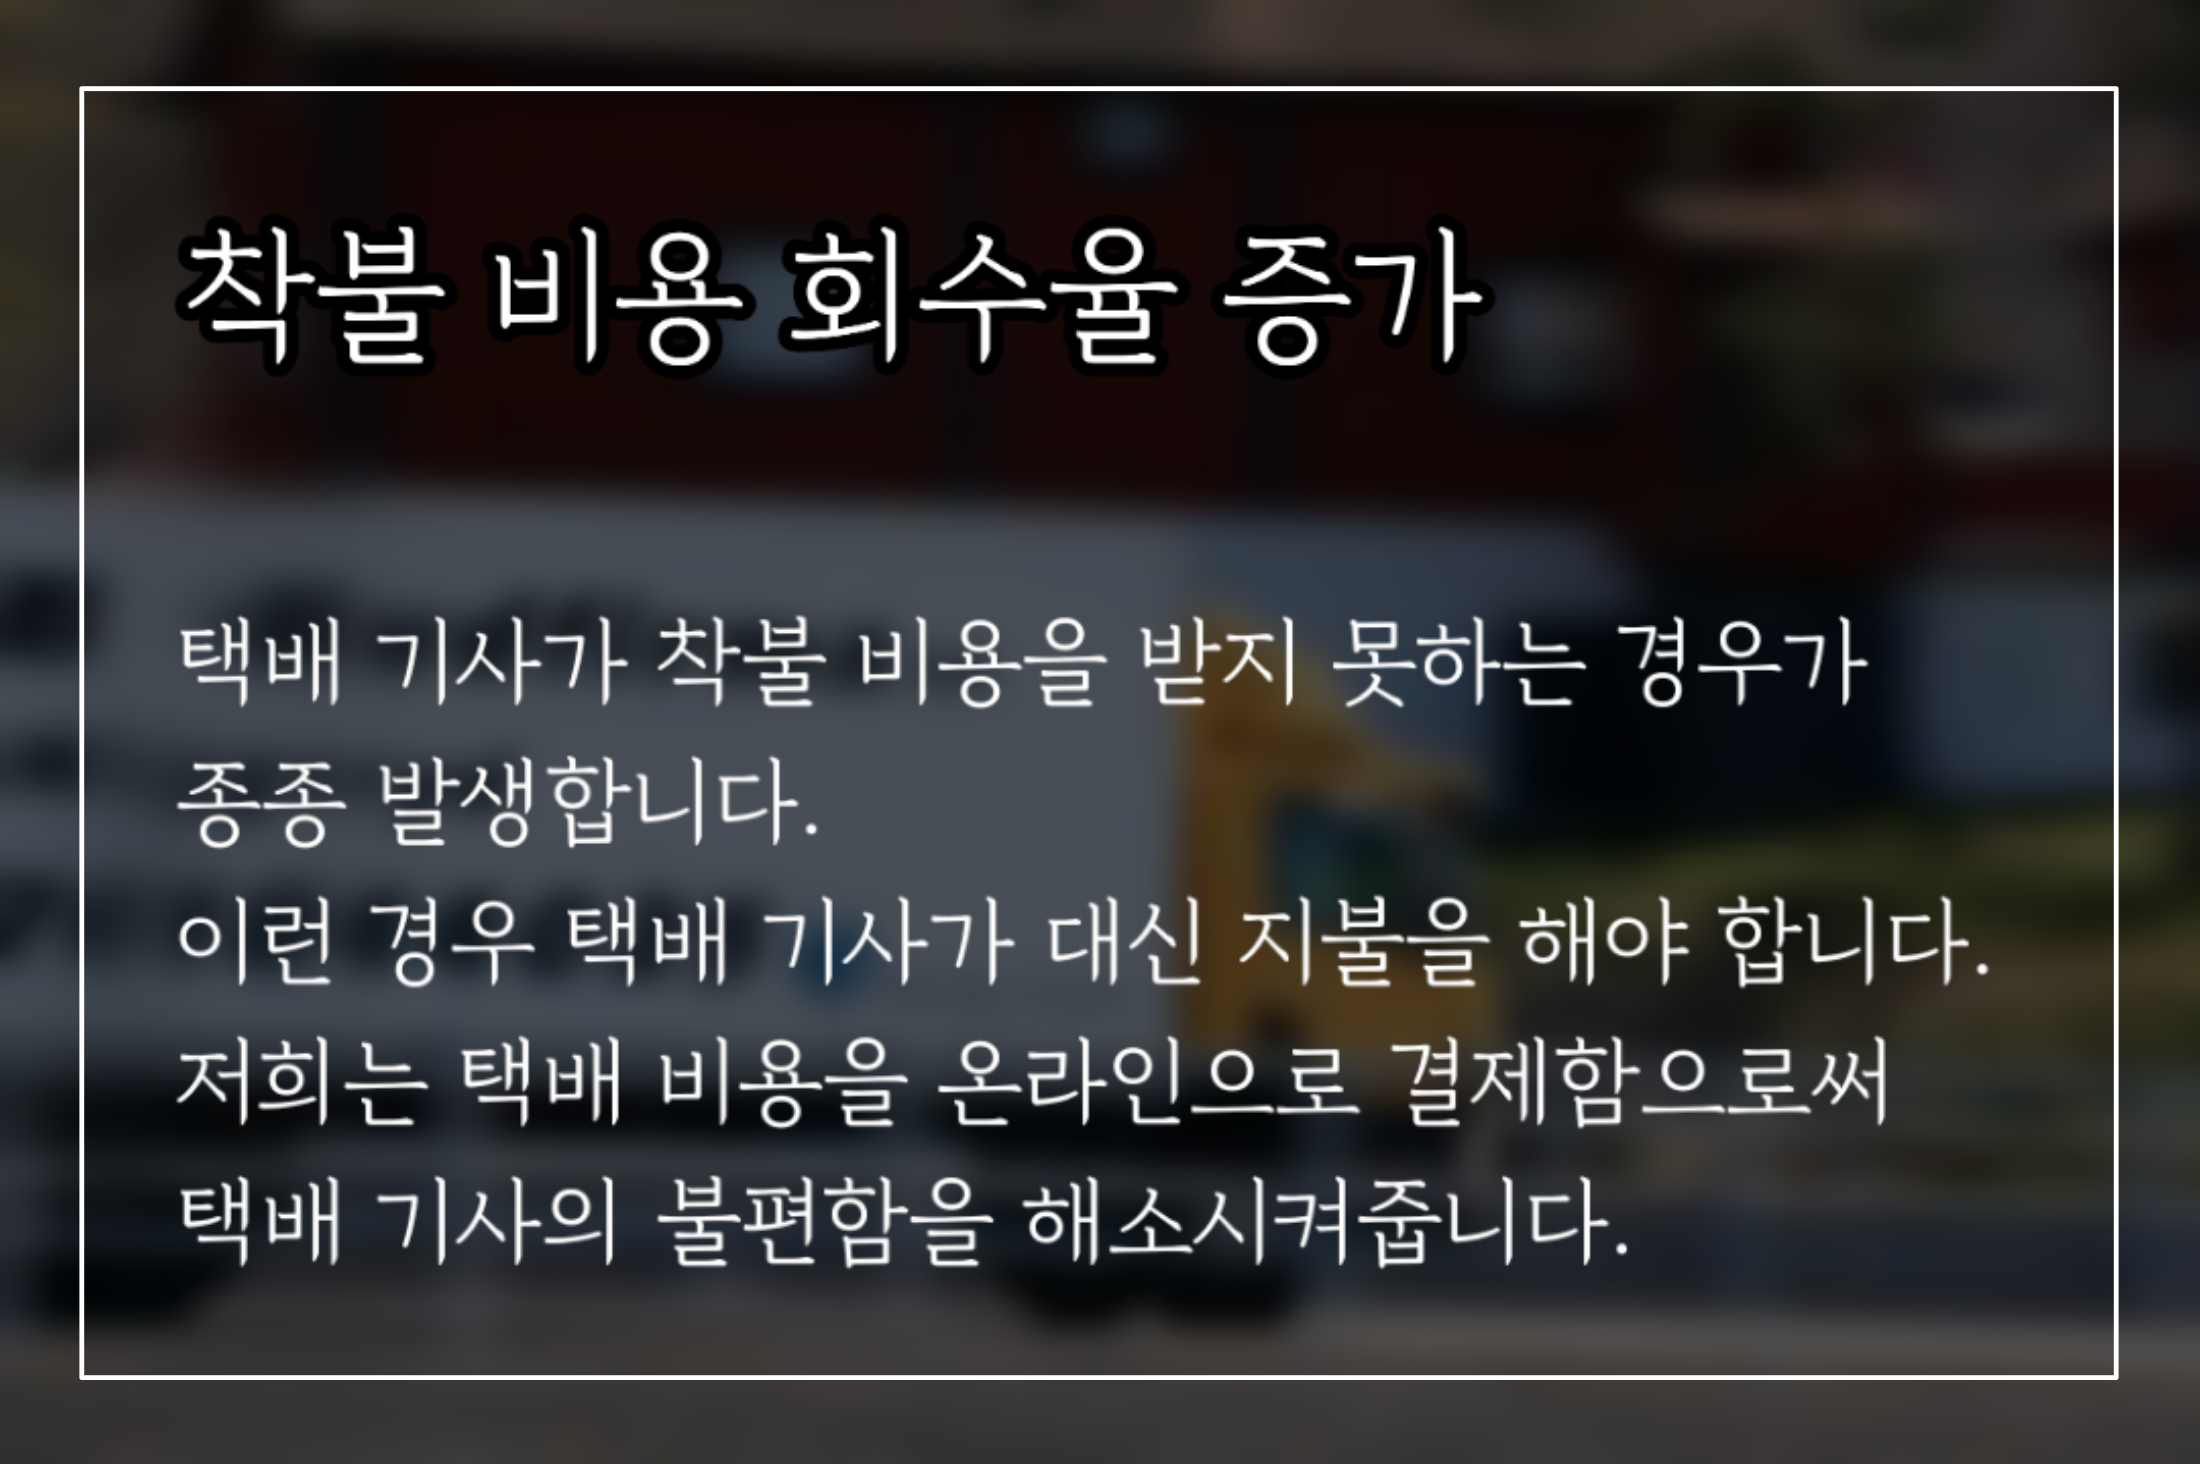 착불 비용 회수율 증가
택배 기사가 착불 비용을 받지 못하는 경우가
종종 발생합니다.
이런 경우 택배 기사가 대신 지불을 해야 합니다.
저희는 택배 비용을 온라인으로 결제함으로써
택배 기사의 불편함을 해소시켜줍니다.